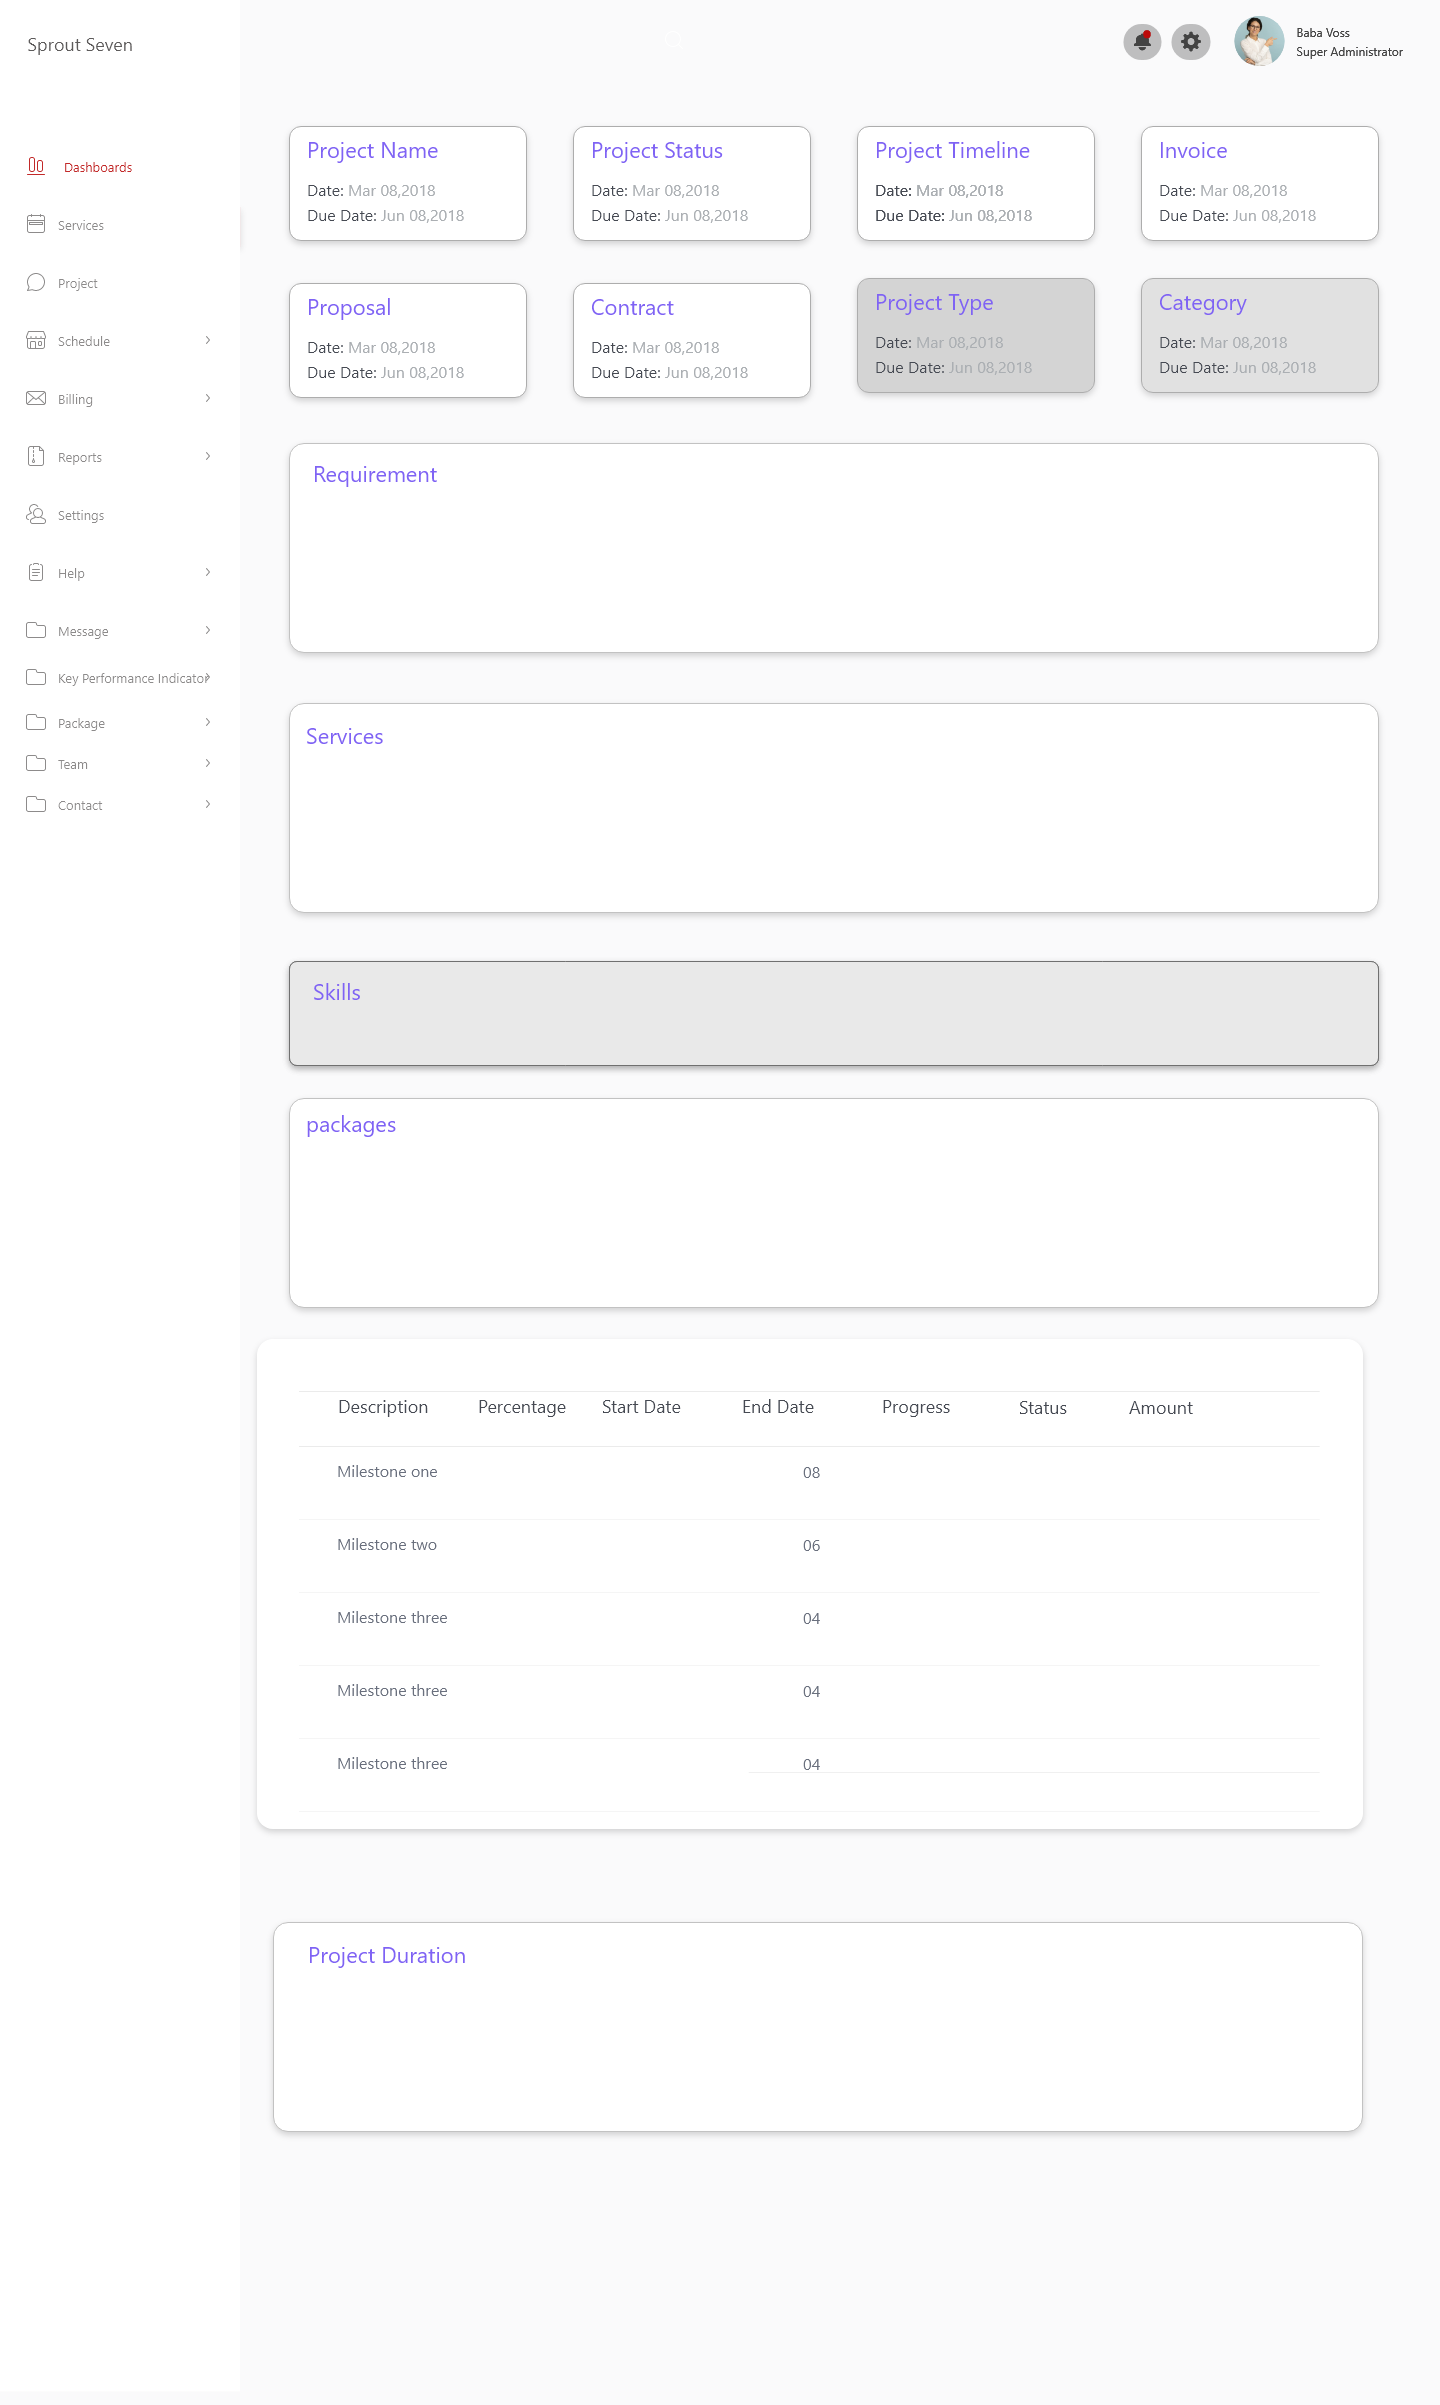 Sprout Seven
Baba Voss
Super Administrator
Dashboards
Services
Project
Schedule
Billing
Reports
Settings
Help
Message
Key Performance Indicator
Package
Team
Contact
Project Name
Date: Mar 08,2018
Due Date: Jun 08,2018
Project Status
Date: Mar 08,2018
Due Date: Jun 08,2018
Project Timeline
Date: Mar 08,2018
Due Date: Jun 08,2018
Invoice
Date: Mar 08,2018
Due Date: Jun 08,2018
Proposal
Date: Mar 08,2018
Due Date: Jun 08,2018
Contract
Date: Mar 08,2018
Due Date: Jun 08,2018
Project Type
Date: Mar 08,2018
Due Date: Jun 08,2018
Category
Date: Mar 08,2018
Due Date: Jun 08,2018
Requirement
Services
Skills
packages
Description Percentage Start Date End Date Progress Status Amount
Milestone one 08
Milestone two 06
Milestone three 04
Milestone three 04
Milestone three 04
Project Duration